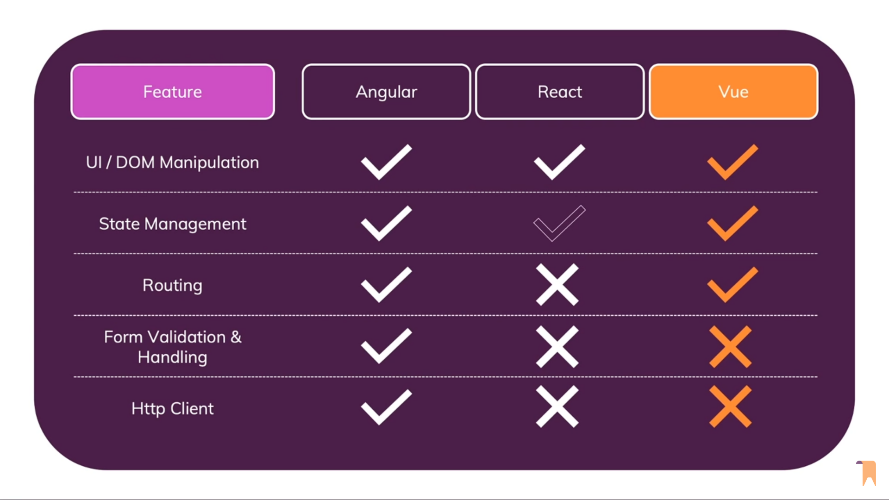 Feature
Angular
React
Vue
UI / DOM Manipulation
State Management
Routing
Form Validation &
Handling
Http Client